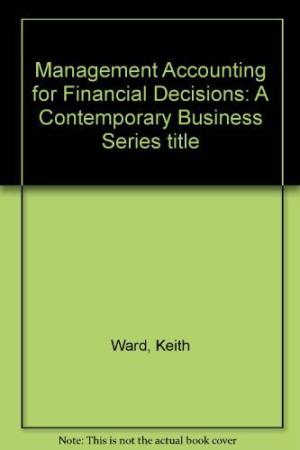 Management Accounting
for Financial Decisions: A
Contemporary Business
Series title
Ward, Keith
Note: This is not the actual book cover